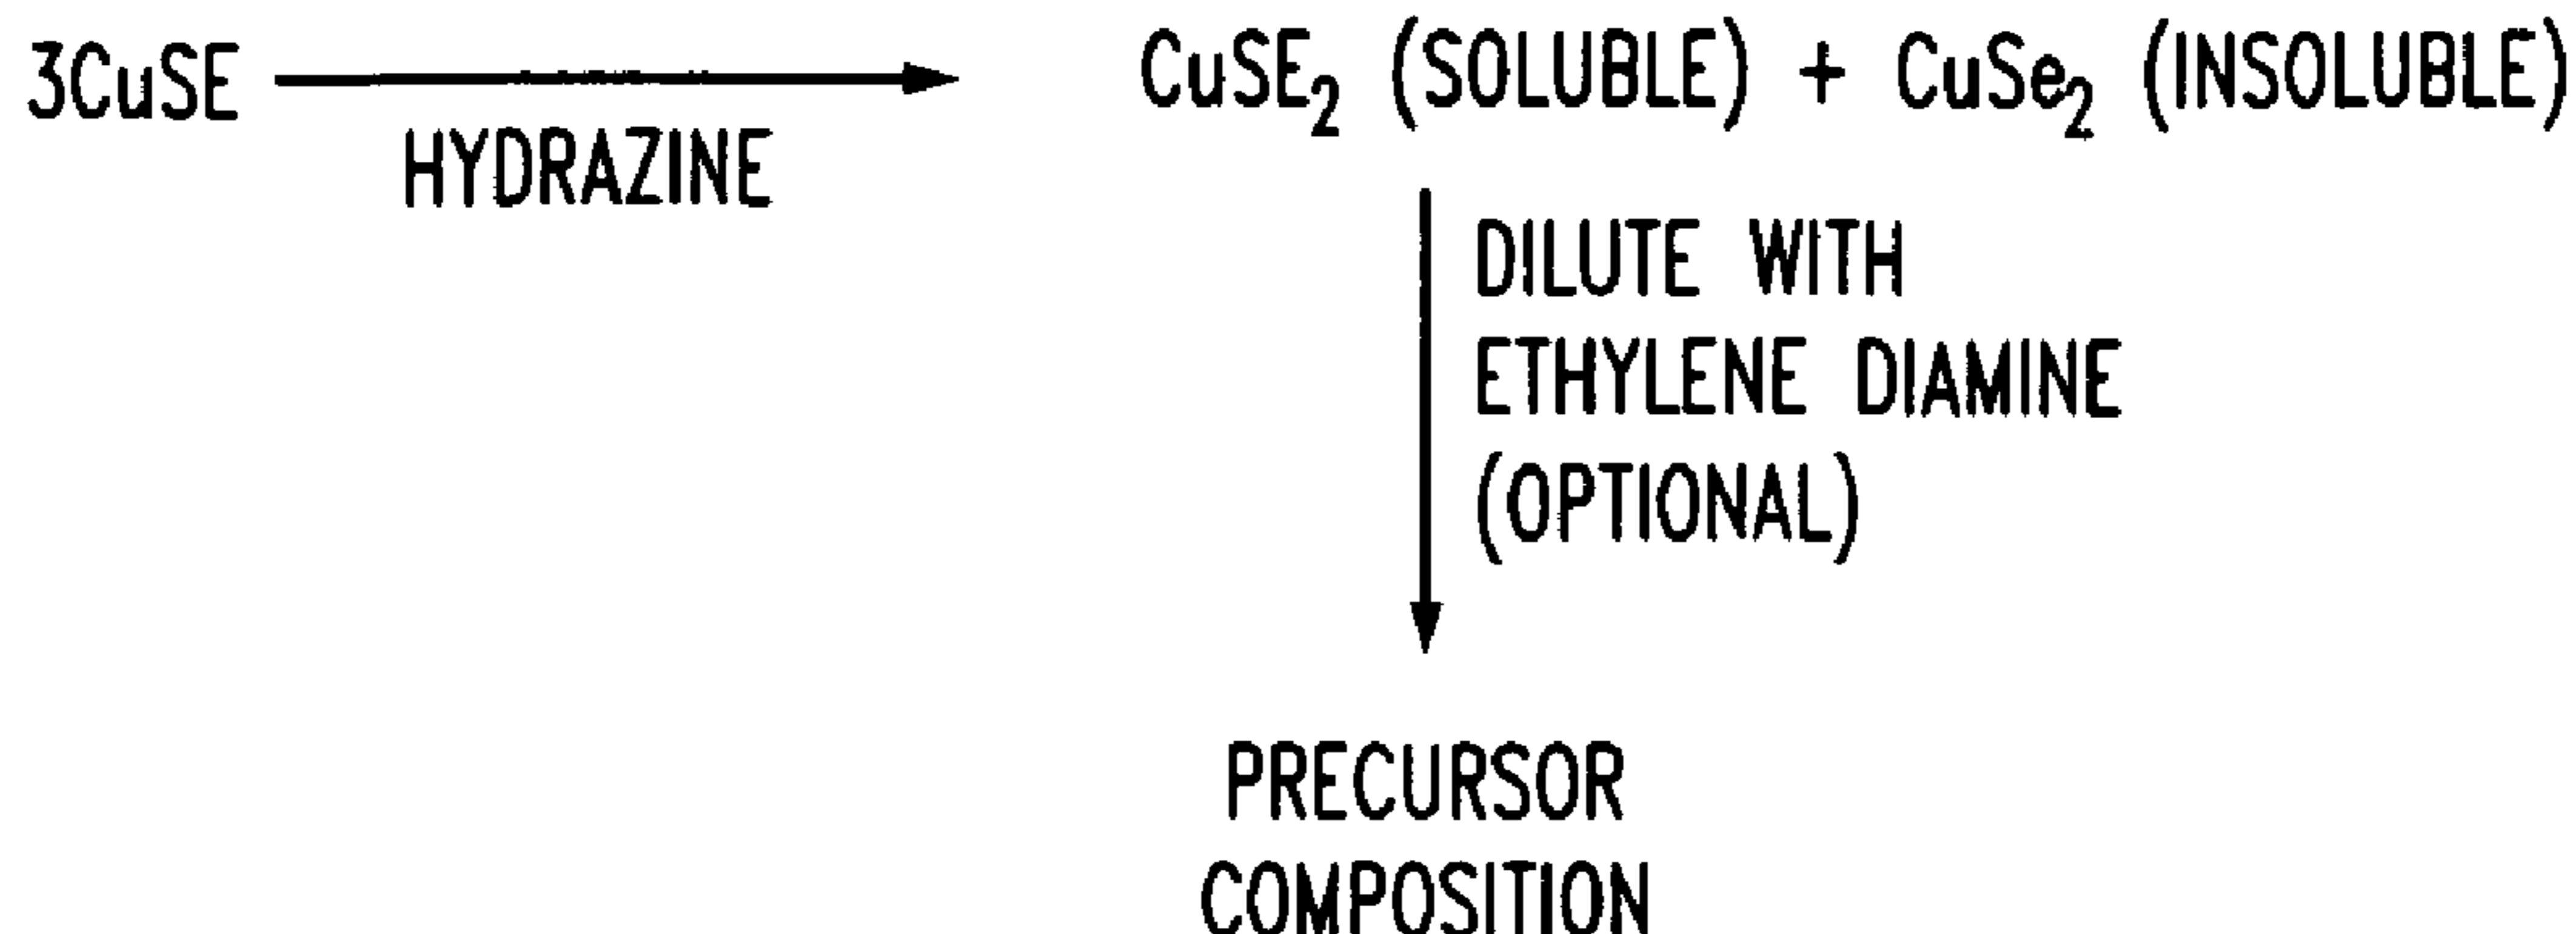 3CuSE CuSE₂ (SOLUBLE) + CuSe₂ (INSOLUBLE)
HYDRAZINE
DILUTE WITH
ETHYLENE DIAMINE
(OPTIONAL)
PRECURSOR
COMPOSITION